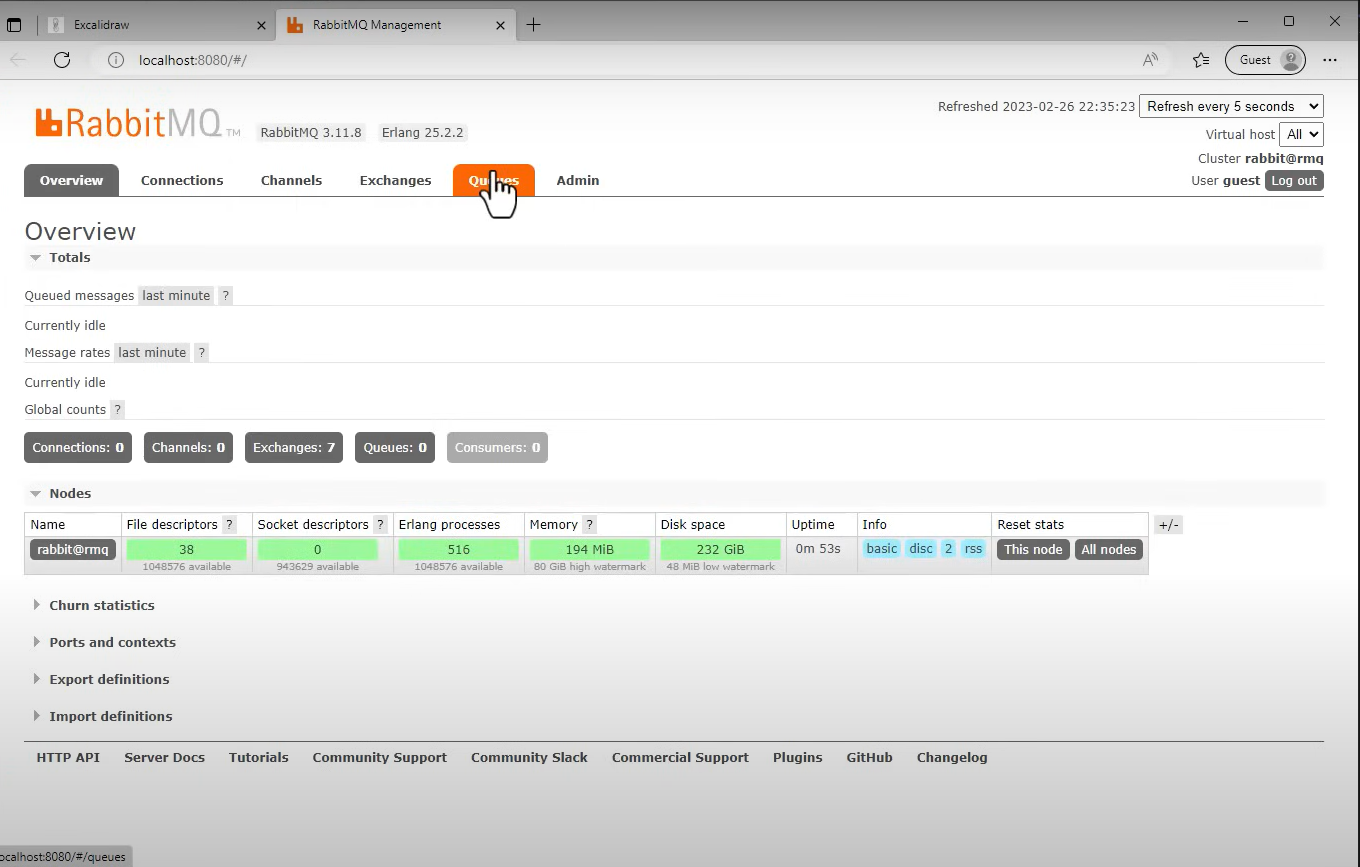 Excalidraw
RabbitMQ Management
localhost:8080/#/
Guest
Refreshed 2023-02-26 22:35:23 Refresh every 5 seconds
RabbitMQ TM RabbitMQ 3.11.8 Erlang 25.2.2
Virtual host All
Cluster rabbit@rmq
User guest Log out
Overview Connections Channels Exchanges Queues Admin
Overview
Totals
Queued messages last minute ?
Currently idle
Message rates last minute ?
Currently idle
Global counts ?
Connections: 0 Channels: 0 Exchanges: 7 Queues: 0 Consumers: 0
Nodes
Name File descriptors ? Socket descriptors ? Erlang processes Memory ? Disk space Uptime Info Reset stats +/-
rabbit@rmq 38 0 516 194 MiB 232 GiB 0m 53s basic disc 2 rss This node All nodes
1048576 available 943629 available 1048576 available 80 GiB high watermark 48 MiB low watermark
Churn statistics
Ports and contexts
Export definitions
Import definitions
HTTP API Server Docs Tutorials Community Support Community Slack Commercial Support Plugins GitHub Changelog
ocalhost:8080/#/queues